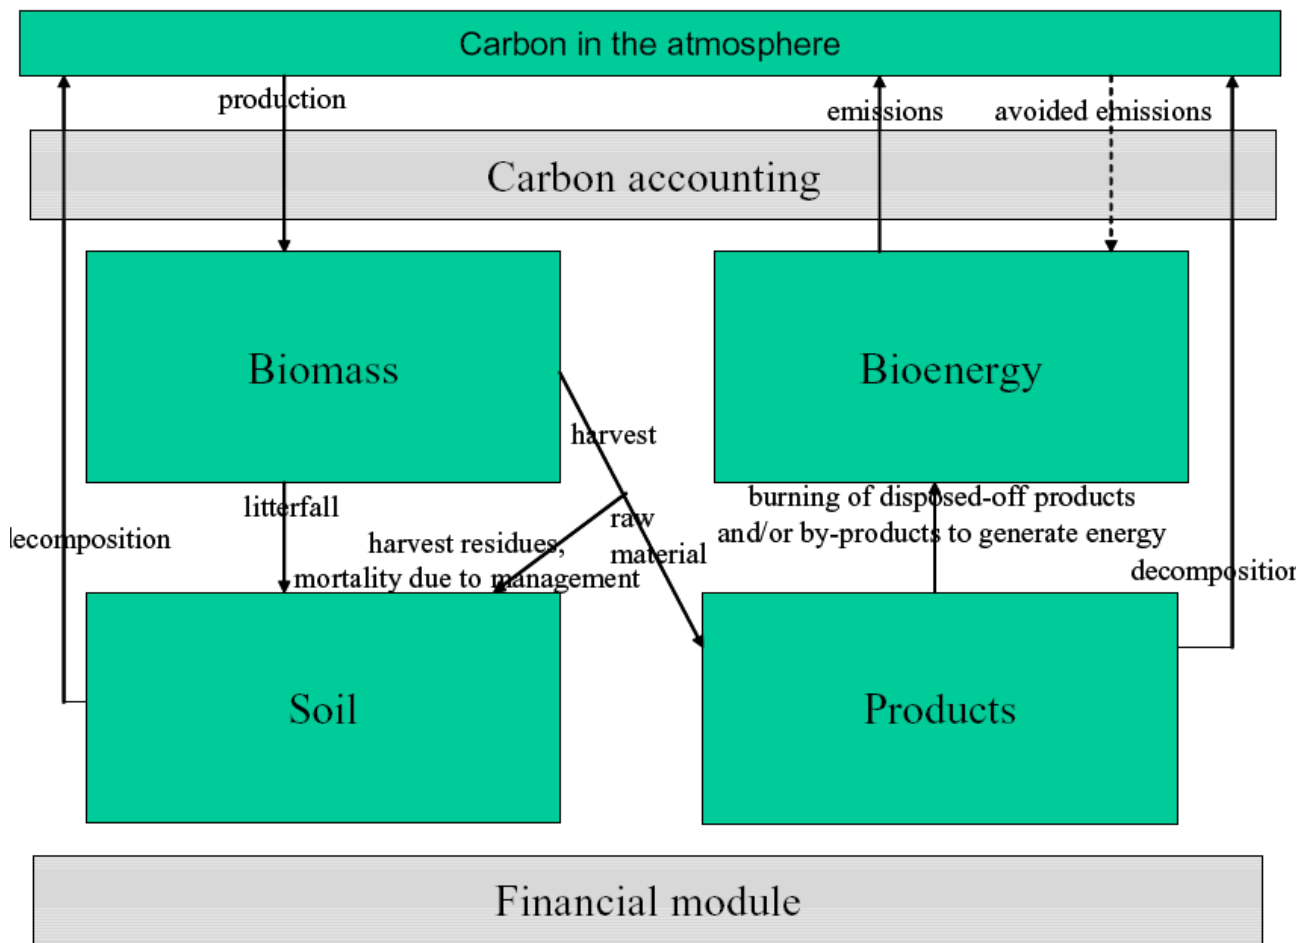 Carbon in the atmosphere
production
emissions
avoided emissions
Carbon accounting
Biomass
Bioenergy
harvest
litterfall
burning of disposed-off products
and/or by-products to generate energy
raw
material
harvest residues,
mortality due to management
lecomposition
decomposition
Soil
Products
Financial module